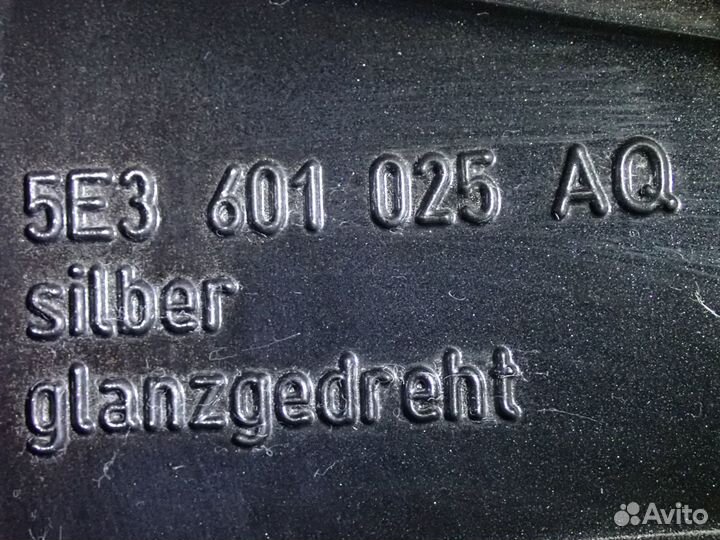 5E3 601 025 AQ
silber
glanzgedreht
Avito